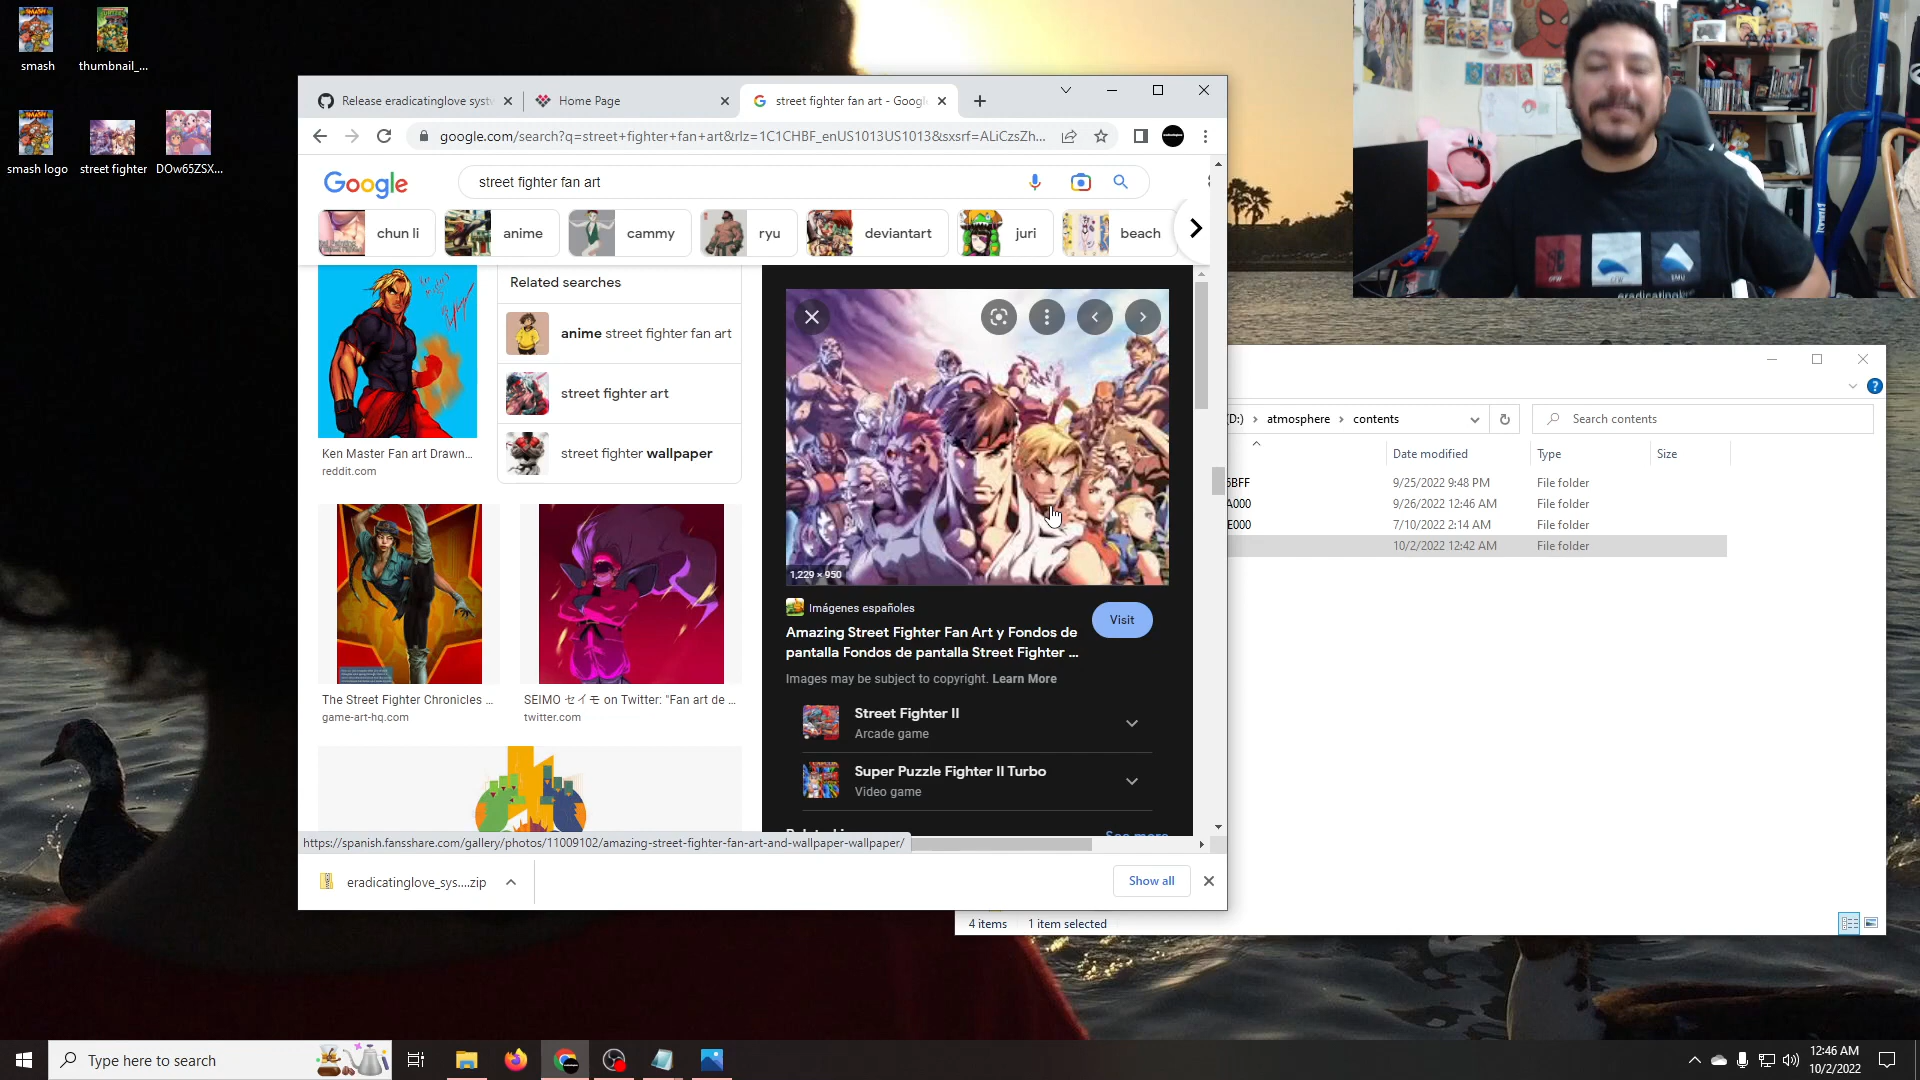 smash
thumbnail_...
smash logo
street fighter
DOw65ZSX...
Release eradicatinglove syst
Home Page
street fighter fan art - Googl
google.com/search?q=street+fighter+fan+art&rlz=1C1CHBF_enUS1013US1013&sxsrf=ALiCzsZh...
Google
street fighter fan art
chun li
anime
cammy
ryu
deviantart
juri
beach
Related searches
anime street fighter fan art
street fighter art
street fighter wallpaper
Ken Master Fan art Drawn...
reddit.com
The Street Fighter Chronicles ...
game-art-hq.com
SEIMO セイモ on Twitter: "Fan art de ...
twitter.com
1,229 × 950
Imágenes españoles
Amazing Street Fighter Fan Art y Fondos de
pantalla Fondos de pantalla Street Fighter ...
Visit
Images may be subject to copyright. Learn More
Street Fighter II
Arcade game
Super Puzzle Fighter II Turbo
Video game
See more
https://spanish.fansshare.com/gallery/photos/11009102/amazing-street-fighter-fan-art-and-wallpaper-wallpaper/
eradicatinglove_sys....zip
Show all
(D:) › atmosphere › contents
Search contents
Date modified
Type
Size
6BFF
9/25/2022 9:48 PM
File folder
A000
9/26/2022 12:46 AM
File folder
E000
7/10/2022 2:14 AM
File folder
10/2/2022 12:42 AM
File folder
4 items
1 item selected
Type here to search
12:46 AM
10/2/2022